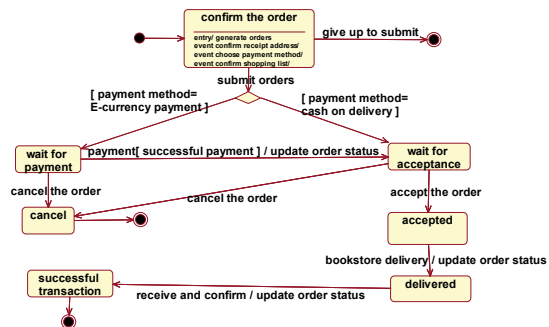 confirm the order
entry/ generate orders
event confirm receipt address/
event choose payment method/
event confirm shopping list/
give up to submit
submit orders
[ payment method=
E-currency payment ]
[ payment method=
cash on delivery ]
wait for
payment
payment[ successful payment ] / update order status
wait for
acceptance
cancel the order
cancel the order
accept the order
cancel
accepted
bookstore delivery / update order status
successful
transaction
receive and confirm / update order status
delivered